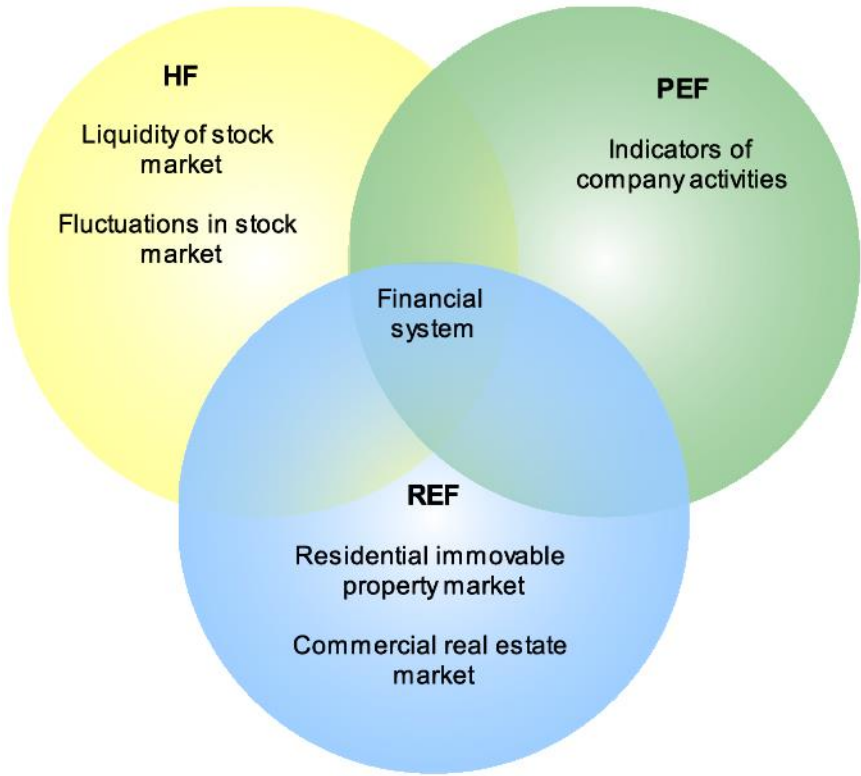 HF
Liquidity of stock
market
Fluctuations in stock
market
PEF
Indicators of
company activities
Financial
system
REF
Residential immovable
property market
Commercial real estate
market